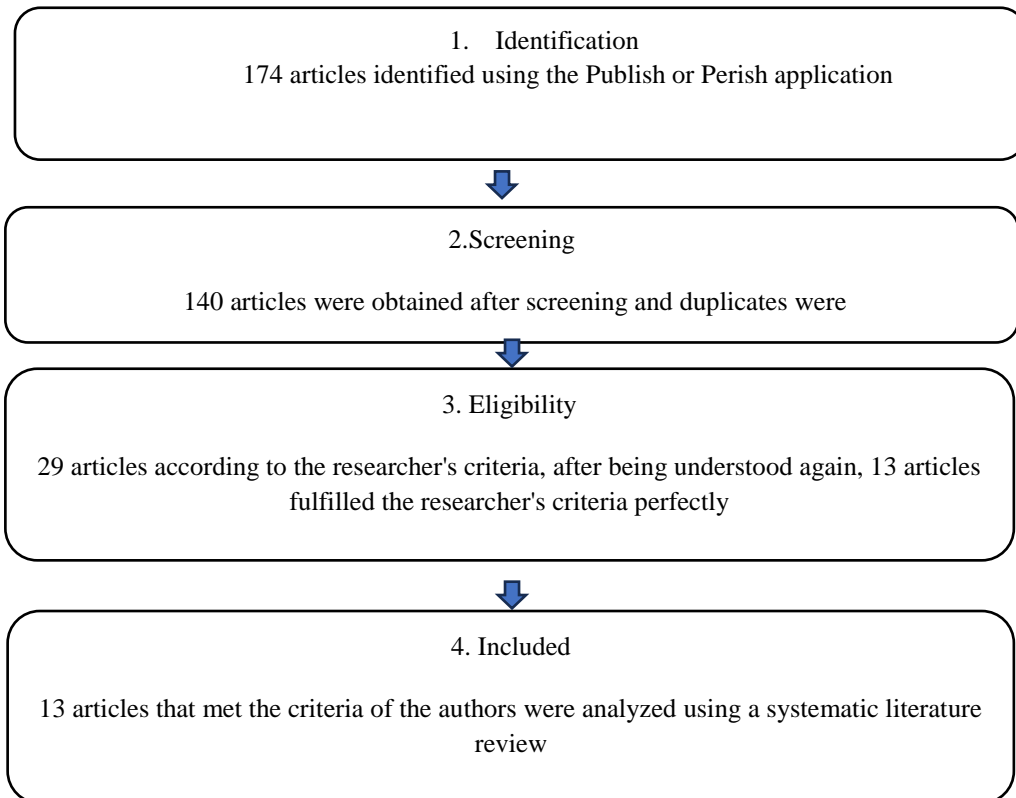 1. Identification
174 articles identified using the Publish or Perish application
2.Screening
140 articles were obtained after screening and duplicates were
3. Eligibility
29 articles according to the researcher's criteria, after being understood again, 13 articles
fulfilled the researcher's criteria perfectly
4. Included
13 articles that met the criteria of the authors were analyzed using a systematic literature
review